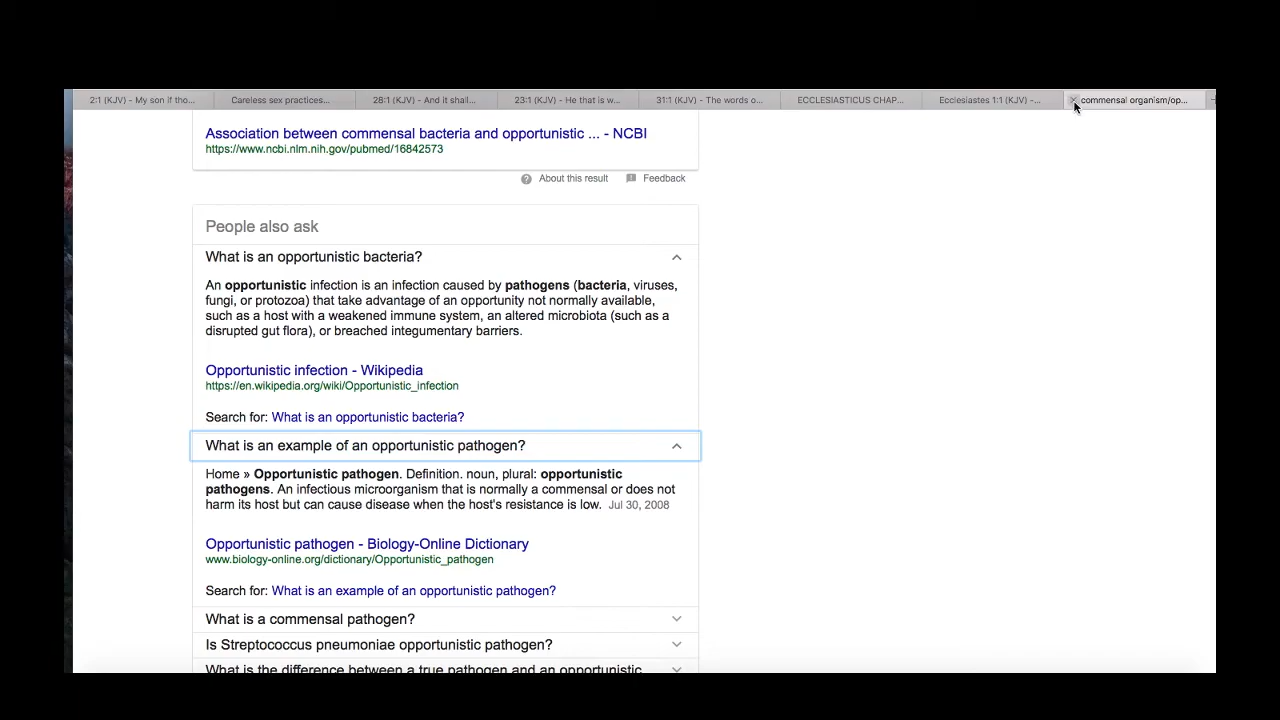 2:1 (KJV) - My son if tho...
Careless sex practices...
28:1 (KJV) - And it shall...
23:1 (KJV) - He that is w...
31:1 (KJV) - The words o...
ECCLESIASTICUS CHAP...
Ecclesiastes 1:1 (KJV) -...
commensal organism/op...
Association between commensal bacteria and opportunistic ... - NCBI
https://www.ncbi.nlm.nih.gov/pubmed/16842573
About this result
Feedback
People also ask
What is an opportunistic bacteria?
An opportunistic infection is an infection caused by pathogens (bacteria, viruses,
fungi, or protozoa) that take advantage of an opportunity not normally available,
such as a host with a weakened immune system, an altered microbiota (such as a
disrupted gut flora), or breached integumentary barriers.
Opportunistic infection - Wikipedia
https://en.wikipedia.org/wiki/Opportunistic_infection
Search for: What is an opportunistic bacteria?
What is an example of an opportunistic pathogen?
Home » Opportunistic pathogen. Definition. noun, plural: opportunistic
pathogens. An infectious microorganism that is normally a commensal or does not
harm its host but can cause disease when the host's resistance is low. Jul 30, 2008
Opportunistic pathogen - Biology-Online Dictionary
www.biology-online.org/dictionary/Opportunistic_pathogen
Search for: What is an example of an opportunistic pathogen?
What is a commensal pathogen?
Is Streptococcus pneumoniae opportunistic pathogen?
What is the difference between a true pathogen and an opportunistic